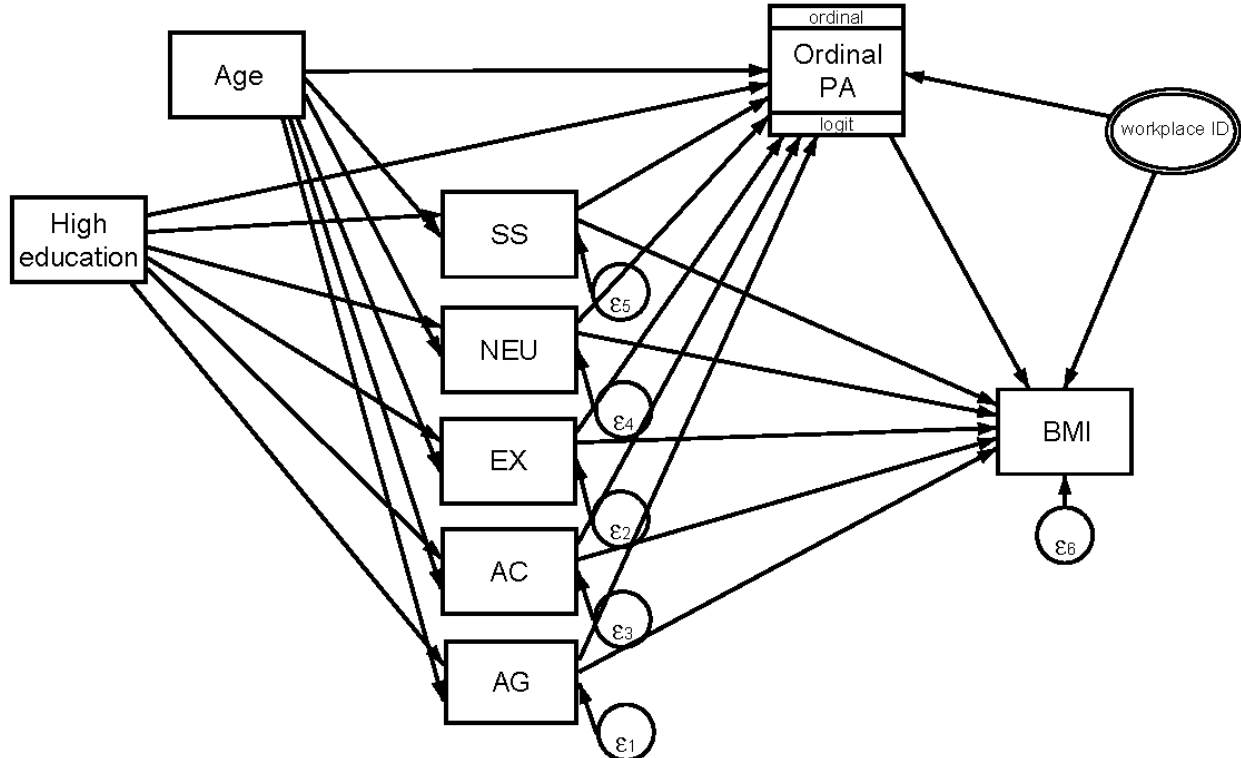 ordinal
Ordinal
PA
logit
Age
workplace ID
High
education
SS
ε5
NEU
ε4
BMI
EX
ε2
ε6
AC
ε3
AG
ε1